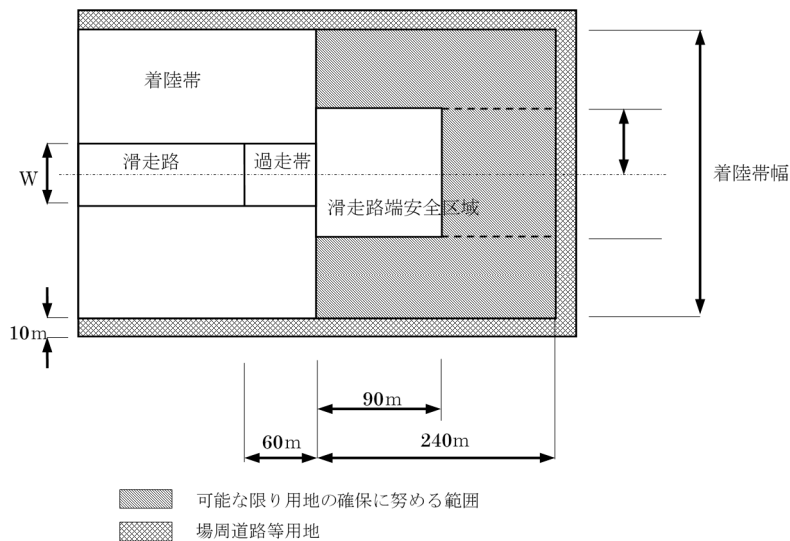 着陸帯
滑走路
過走帯
W
着陸帯幅
滑走路端安全区域
10m
90m
60m
240m
可能な限り用地の確保に努める範囲
場周道路等用地